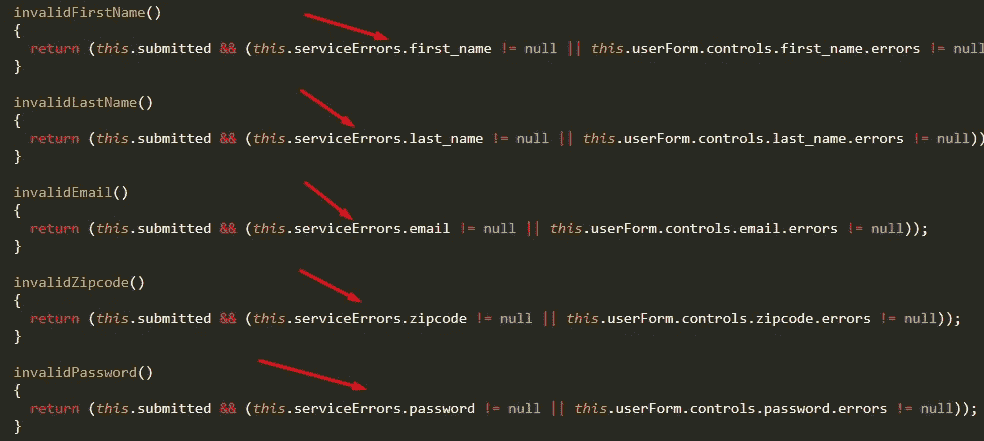 invalidFirstName()
{
return (this.submitted && (this.serviceErrors.first_name != null || this.userForm.controls.first_name.errors != null
}
invalidLastName()
{
return (this.submitted && (this.serviceErrors.last_name != null || this.userForm.controls.last_name.errors != null))
}
invalidEmail()
{
return (this.submitted && (this.serviceErrors.email != null || this.userForm.controls.email.errors != null));
}
invalidZipcode()
{
return (this.submitted && (this.serviceErrors.zipcode != null || this.userForm.controls.zipcode.errors != null));
}
invalidPassword()
{
return (this.submitted && (this.serviceErrors.password != null || this.userForm.controls.password.errors != null));
}